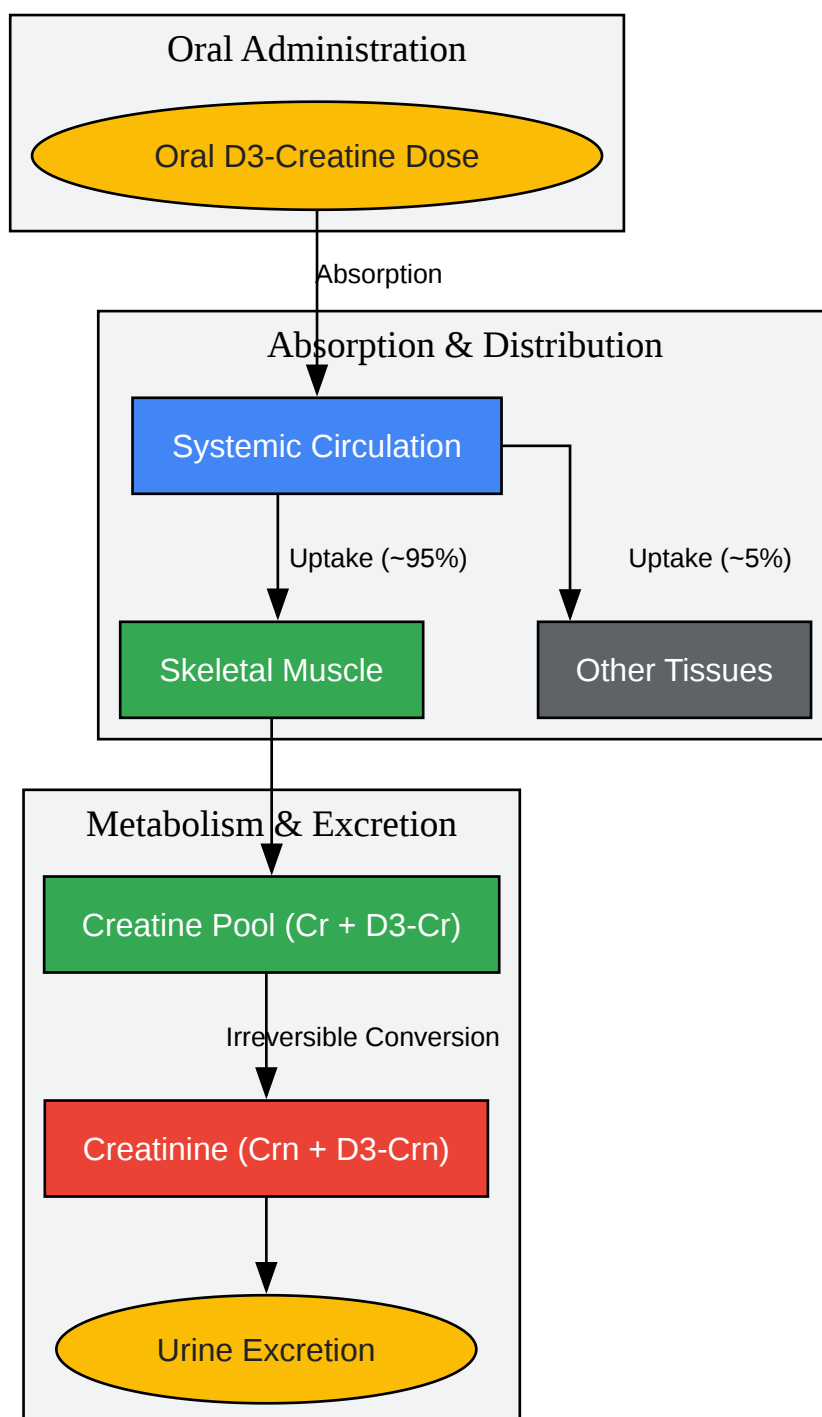 Oral Administration
Oral D3-Creatine Dose
Absorption
Absorption & Distribution
Systemic Circulation
Uptake (~95%)
Uptake (~5%)
Skeletal Muscle
Other Tissues
Metabolism & Excretion
Creatine Pool (Cr + D3-Cr)
Irreversible Conversion
Creatinine (Crn + D3-Crn)
Urine Excretion